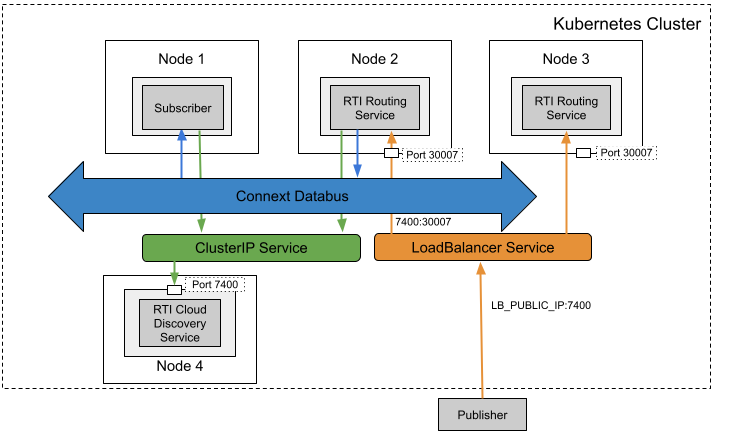 Kubernetes Cluster
Node 1
Subscriber
Node 2
RTI Routing
Service
Port 30007
Node 3
RTI Routing
Service
Port 30007
Connext Databus
7400:30007
ClusterIP Service
LoadBalancer Service
Port 7400
RTI Cloud
Discovery
Service
Node 4
LB_PUBLIC_IP:7400
Publisher